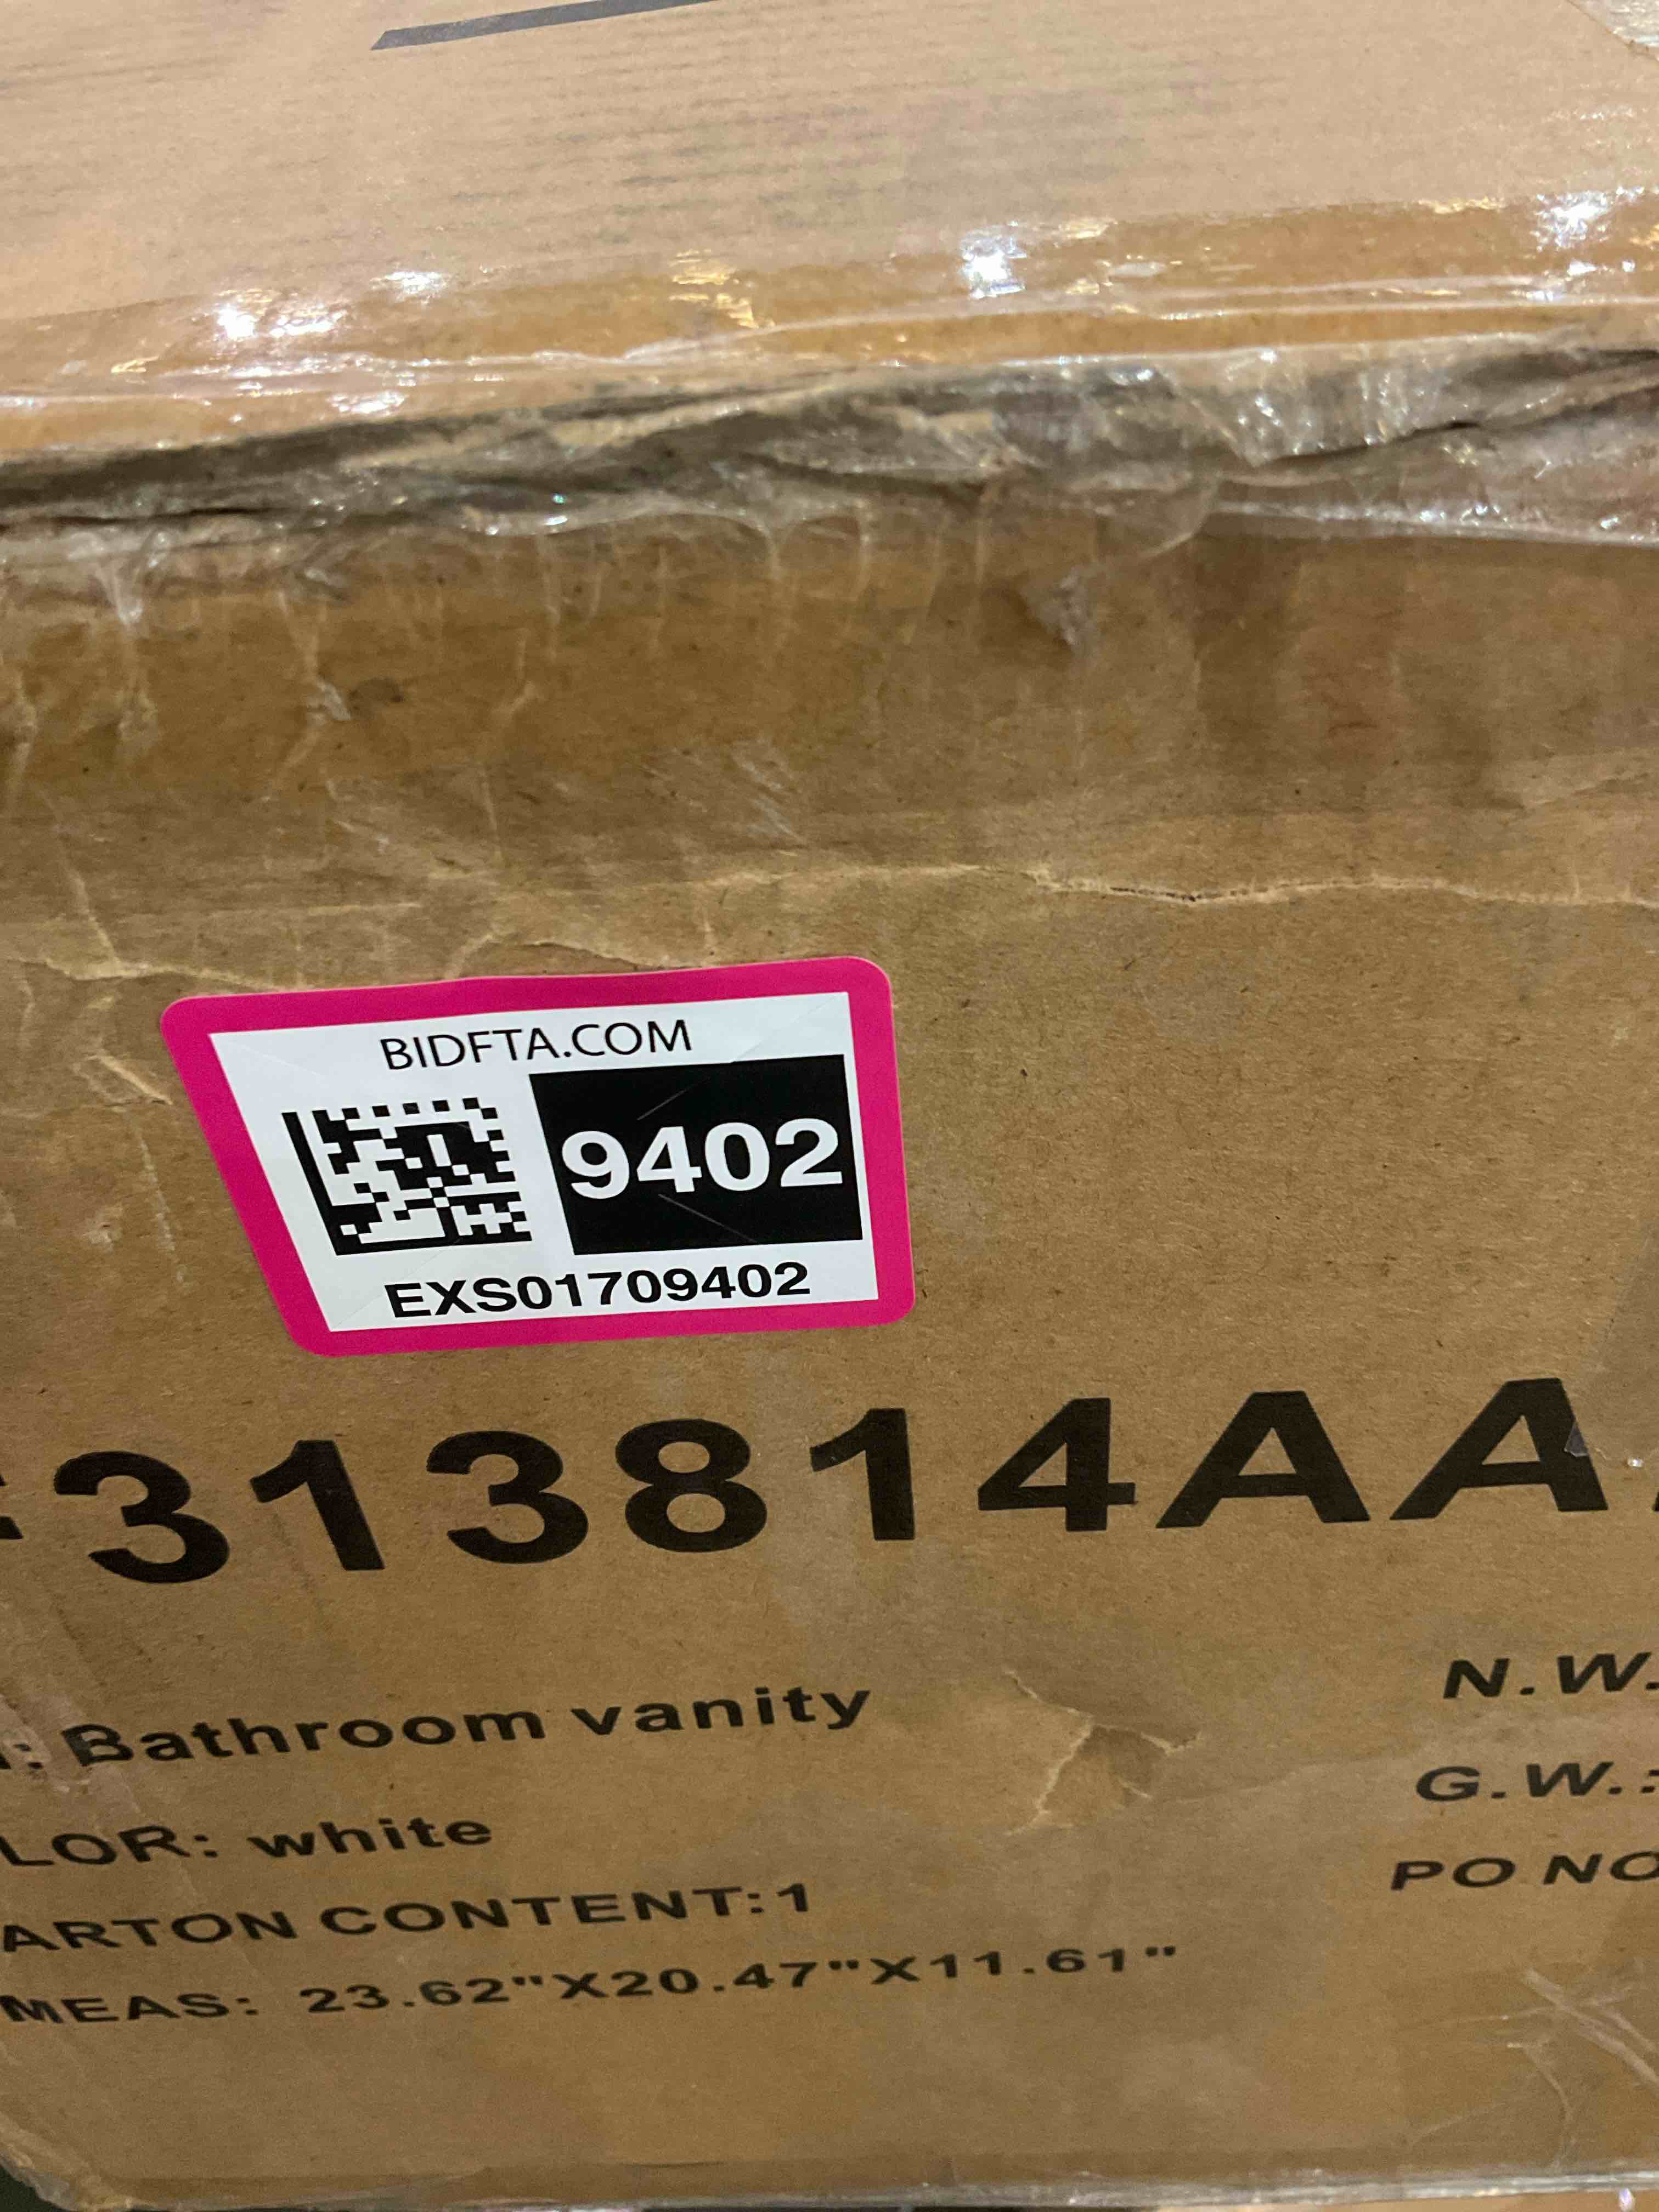 BIDFTA.COM
9402
EXS01709402
313814AA
: Bathroom vanity
N.W.
LOR: white
G.W.:
ARTON CONTENT:1
PO NO
MEAS: 23.62"X20.47"X11.61"